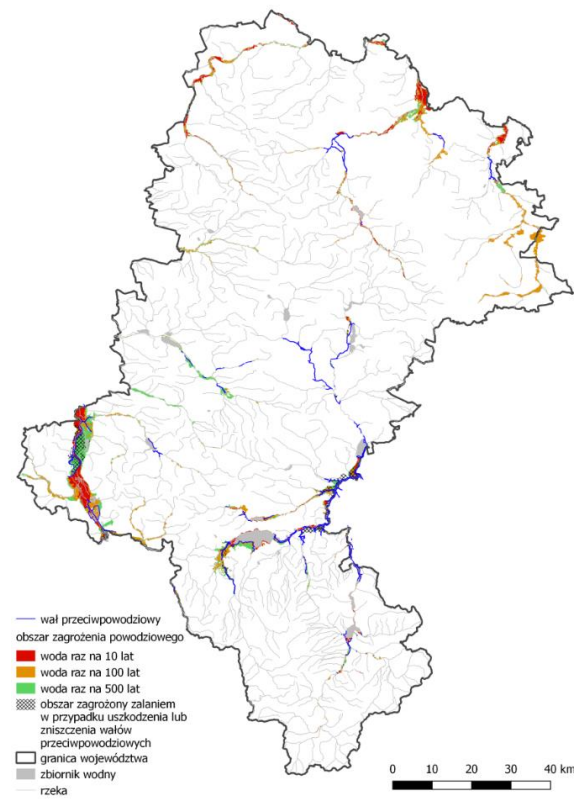 wał przeciwpowodziowy
obszar zagrożenia powodziowego
woda raz na 10 lat
woda raz na 100 lat
woda raz na 500 lat
obszar zagrożony zalaniem
w przypadku uszkodzenia lub
zniszczenia wałów
przeciwpowodziowych
granica województwa
zbiornik wodny
rzeka
0 10 20 30 40 km